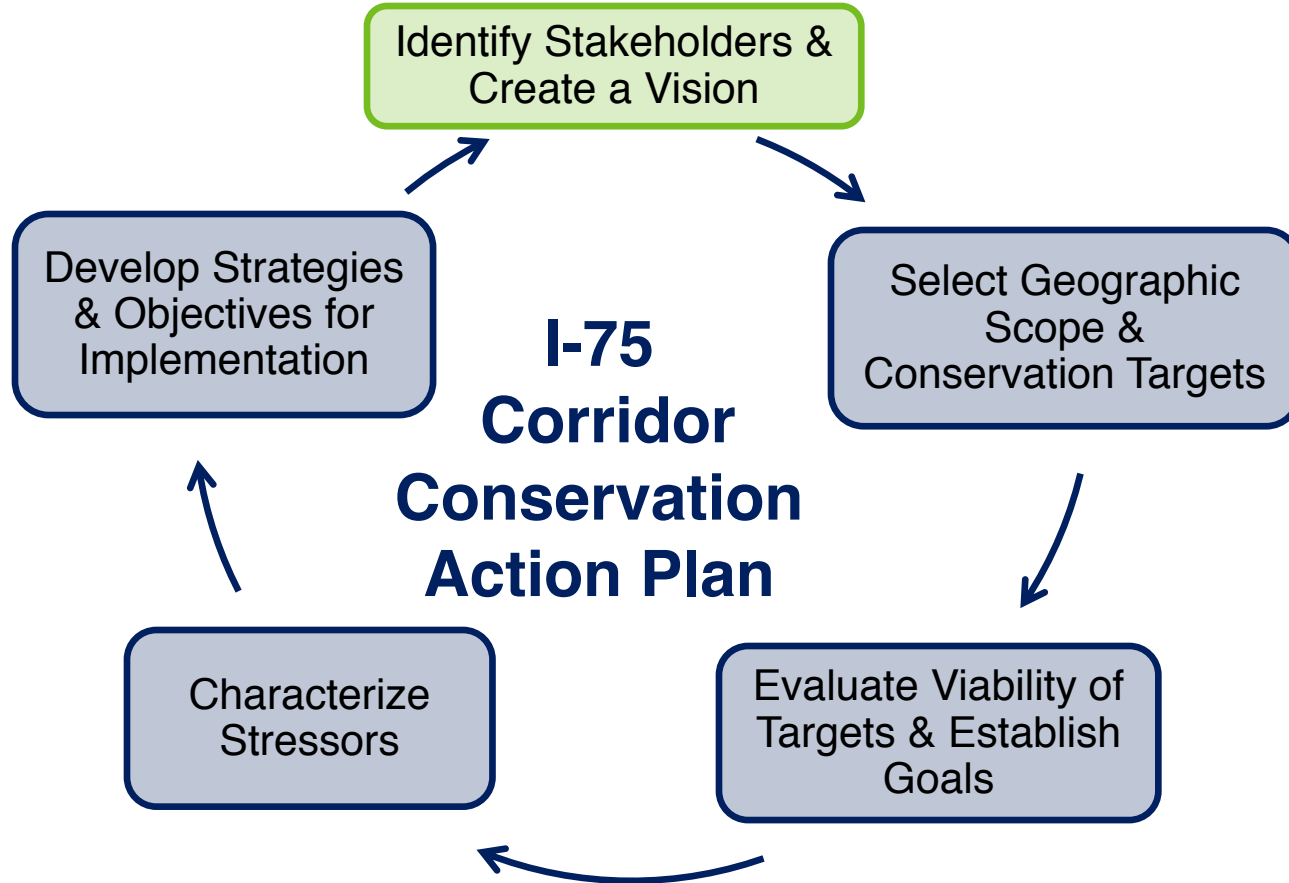 Identify Stakeholders &
Create a Vision
Select Geographic
Scope &
Conservation Targets
Evaluate Viability of
Targets & Establish
Goals
Characterize
Stressors
Develop Strategies
& Objectives for
Implementation
I-75
Corridor
Conservation
Action Plan